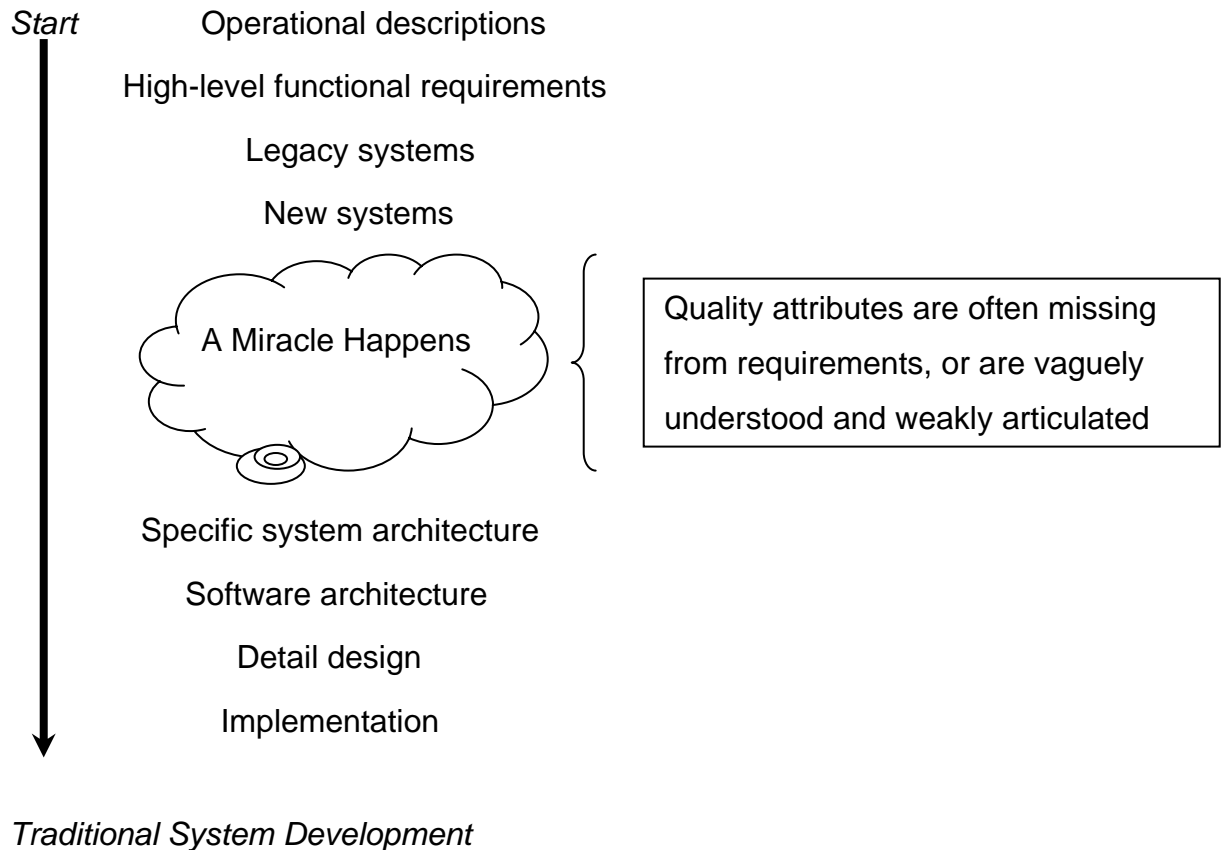 Start
Operational descriptions
High-level functional requirements
Legacy systems
New systems
A Miracle Happens
Quality attributes are often missing
from requirements, or are vaguely
understood and weakly articulated
Specific system architecture
Software architecture
Detail design
Implementation
Traditional System Development